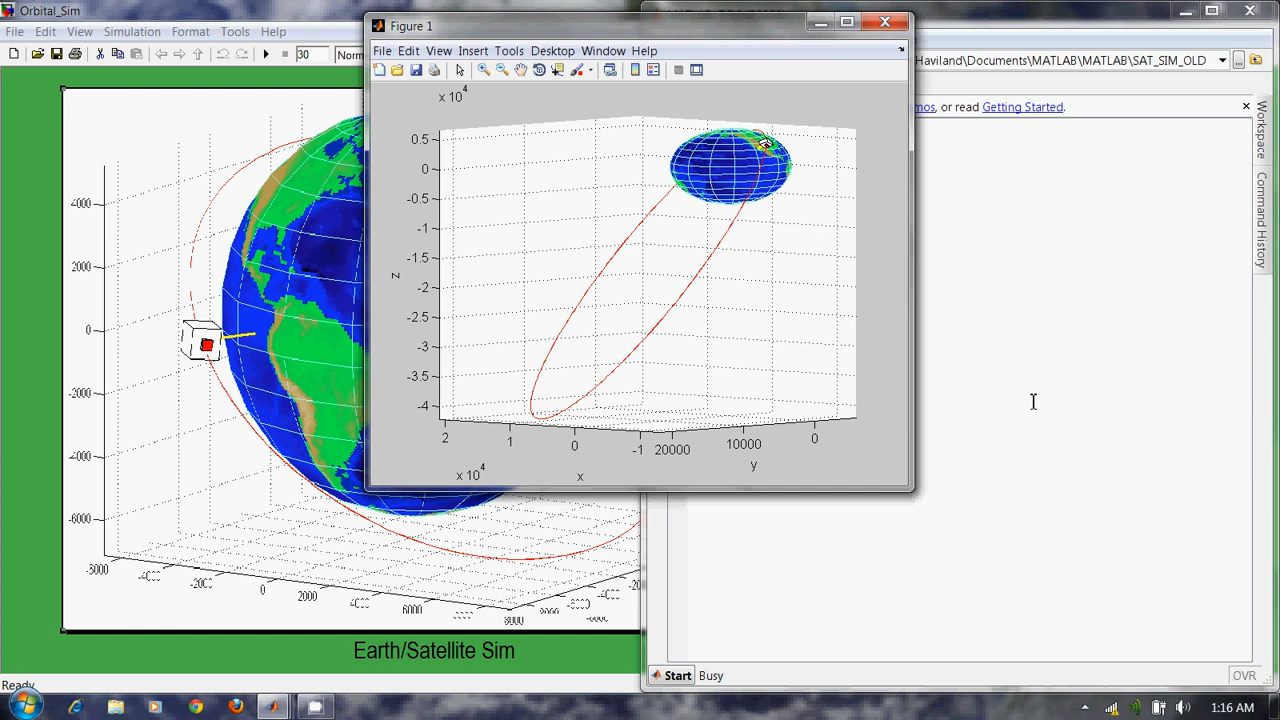 Orbital_Sim
File Edit View Simulation Format Tools Help
30 Norm
4000
2000
0
-2000
-4000
-6000
0 2000 6000
8000
Earth/Satellite Sim
Ready
Figure 1
File Edit View Insert Tools Desktop Window Help
x 10^4
0.5
0
-0.5
-1
-1.5
-2
-2.5
-3
-3.5
-4
z
2 1 0 -1 20000 10000 0
x 10^4
x
y
Haviland\Documents\MATLAB\MATLAB\SAT_SIM_OLD ...
mos, or read Getting Started.
Workspace
Command History
Start Busy
OVR
1:16 AM